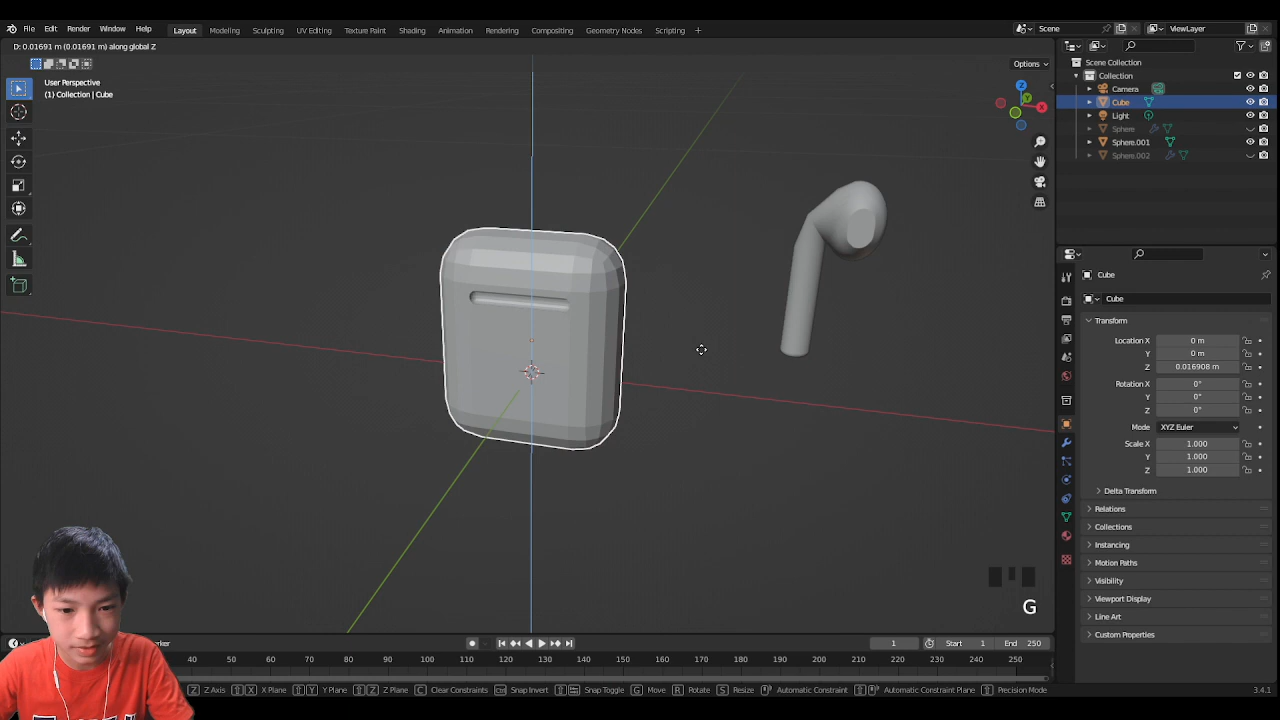 File Edit Render Window Help Layout Modeling Sculpting UV Editing Texture Paint Shading Animation Rendering Compositing Geometry Nodes Scripting + Scene ViewLayer
D: 0.01691 m (0.01691 m) along global Z
Options
User Perspective
(1) Collection | Cube
Z
Y
X
Scene Collection
Collection
Camera
Cube
Light
Sphere
Sphere.001
Sphere.002
Cube
Cube
Transform
Location X 0 m
Y 0 m
Z 0.016908 m
Rotation X 0°
Y 0°
Z 0°
Mode XYZ Euler
Scale X 1.000
Y 1.000
Z 1.000
Delta Transform
Relations
Collections
Instancing
Motion Paths
Visibility
Viewport Display
Line Art
Custom Properties
G
1 Start 1 End 250
40 50 60 70 80 90 100 110 120 130 140 150 160 170 180 190 200 210 220 230 240 250
Z Z Axis X X Plane Y Y Plane Z Z Plane C Clear Constraints Ctrl Snap Invert Snap Toggle G Move R Rotate S Resize Automatic Constraint Automatic Constraint Plane Precision Mode 3.4.1